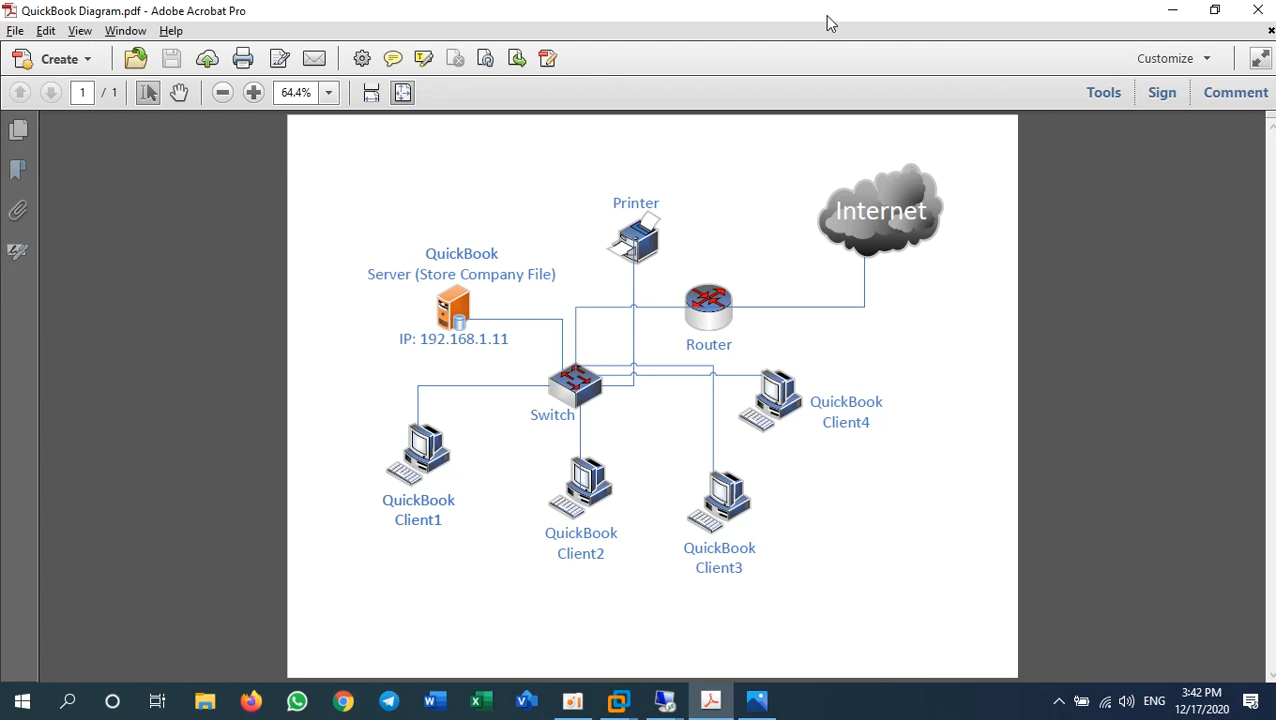 QuickBook Diagram.pdf - Adobe Acrobat Pro
File Edit View Window Help
Create
Customize
1 / 1
64.4%
Tools Sign Comment
Internet
Printer
QuickBook
Server (Store Company File)
IP: 192.168.1.11
Router
Switch
QuickBook
Client4
QuickBook
Client1
QuickBook
Client2
QuickBook
Client3
ENG
3:42 PM
12/17/2020